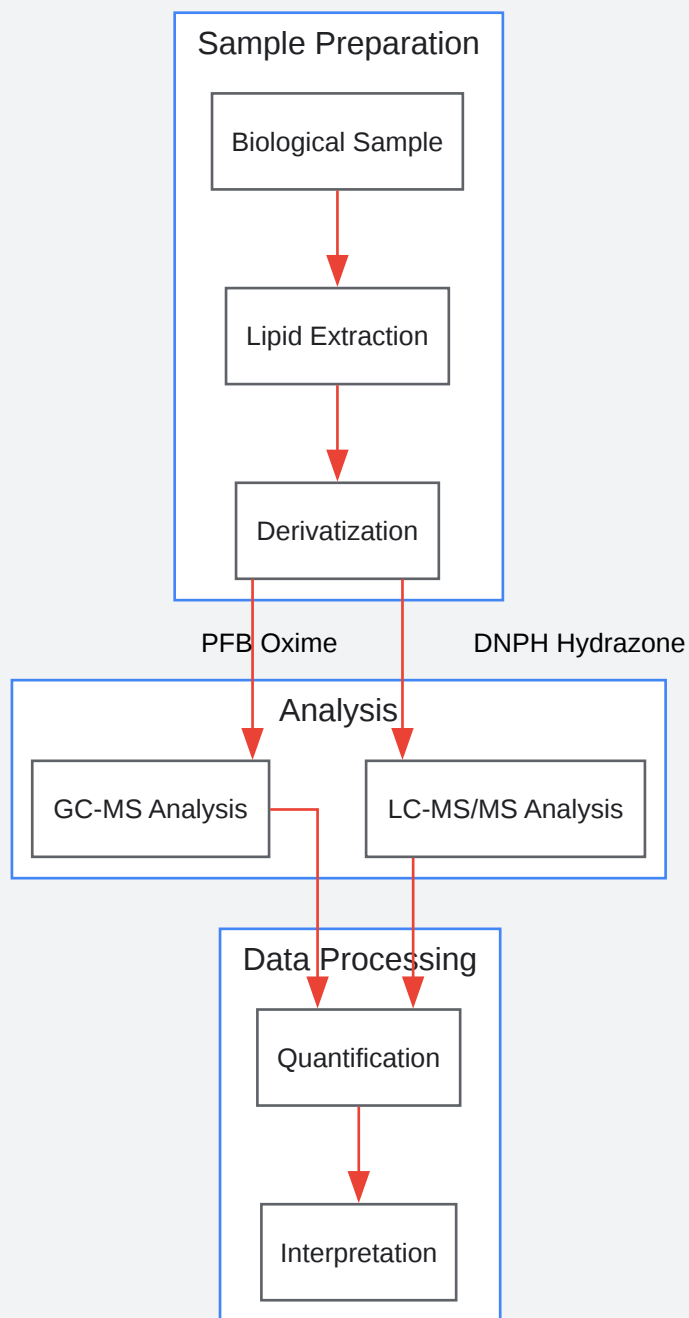 Sample Preparation
Biological Sample
Lipid Extraction
Derivatization
PFB Oxime
DNPH Hydrazone
Analysis
GC-MS Analysis
LC-MS/MS Analysis
Data Processing
Quantification
Interpretation